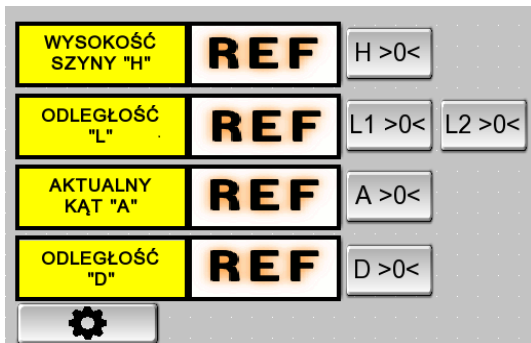 WYSOKOŚĆ
SZYNY "H"
REF
H >0<
ODLEGŁOŚĆ
"L"
REF
L1 >0<
L2 >0<
AKTUALNY
KĄT "A"
REF
A >0<
ODLEGŁOŚĆ
"D"
REF
D >0<